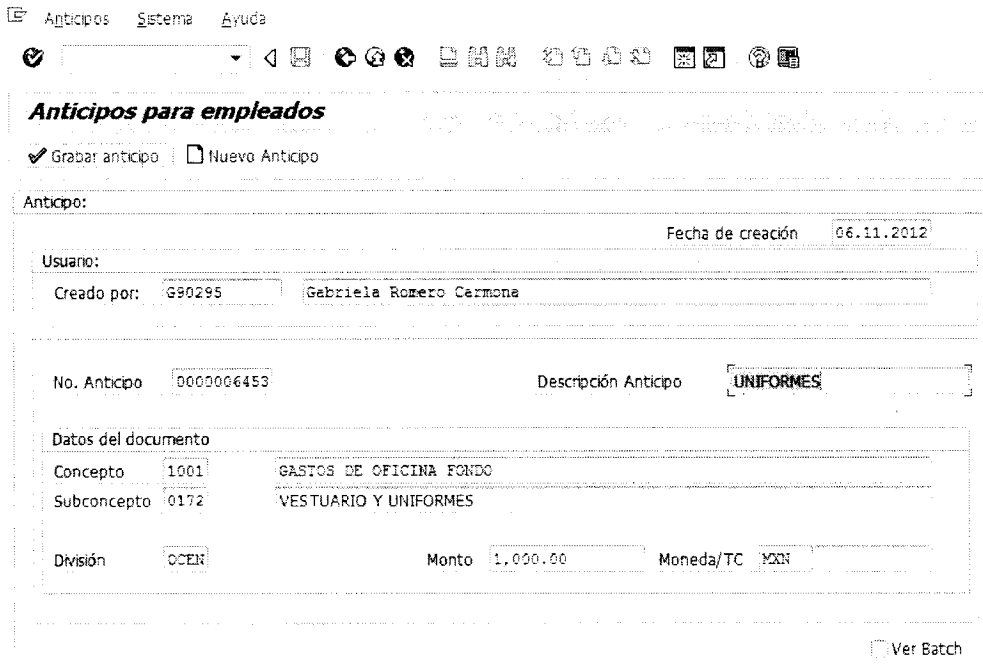 Anticipos Sistema Ayuda
Anticipos para empleados
Grabar anticipo Nuevo Anticipo
Anticipo:
Fecha de creación 06.11.2012
Usuario:
Creado por: G90295 Gabriela Romero Carmona
No. Anticipo 0000006453 Descripción Anticipo UNIFORMES
Datos del documento
Concepto 1001 GASTOS DE OFICINA FONDO
Subconcepto 0172 VESTUARIO Y UNIFORMES
División OCEN Monto 1,000.00 Moneda/TC MXN
Ver Batch